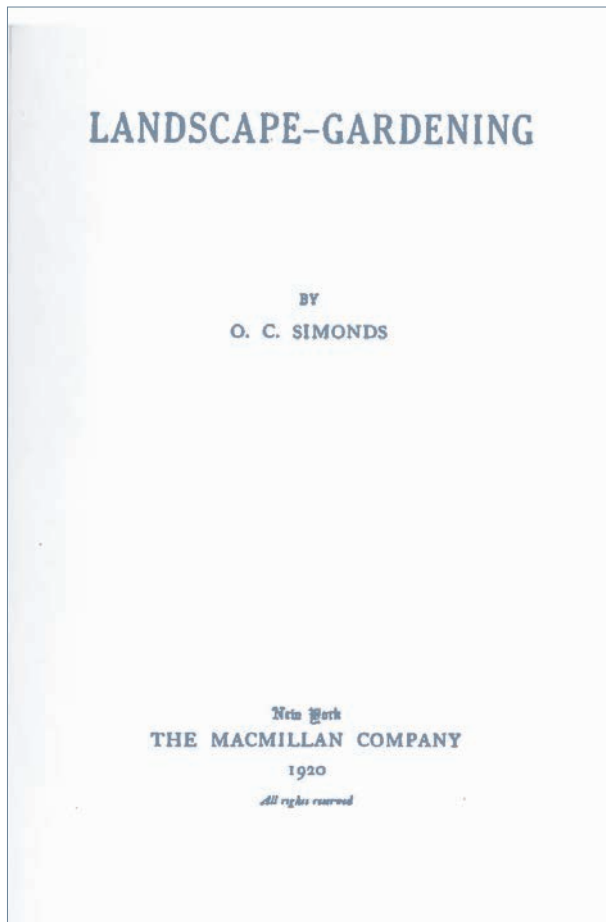 LANDSCAPE-GARDENING
BY
O. C. SIMONDS
New York
THE MACMILLAN COMPANY
1920
All rights reserved